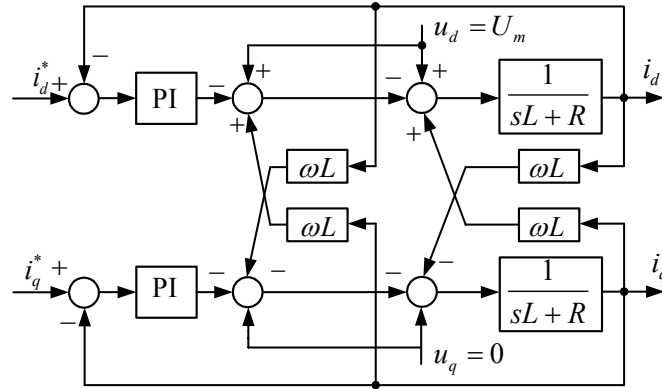 u_d = U_m
i_d^* + − PI − + + − + + 1/(sL + R) i_d
ωL ωL
ωL ωL
i_q^* + − PI − − − − 1/(sL + R)
u_q = 0